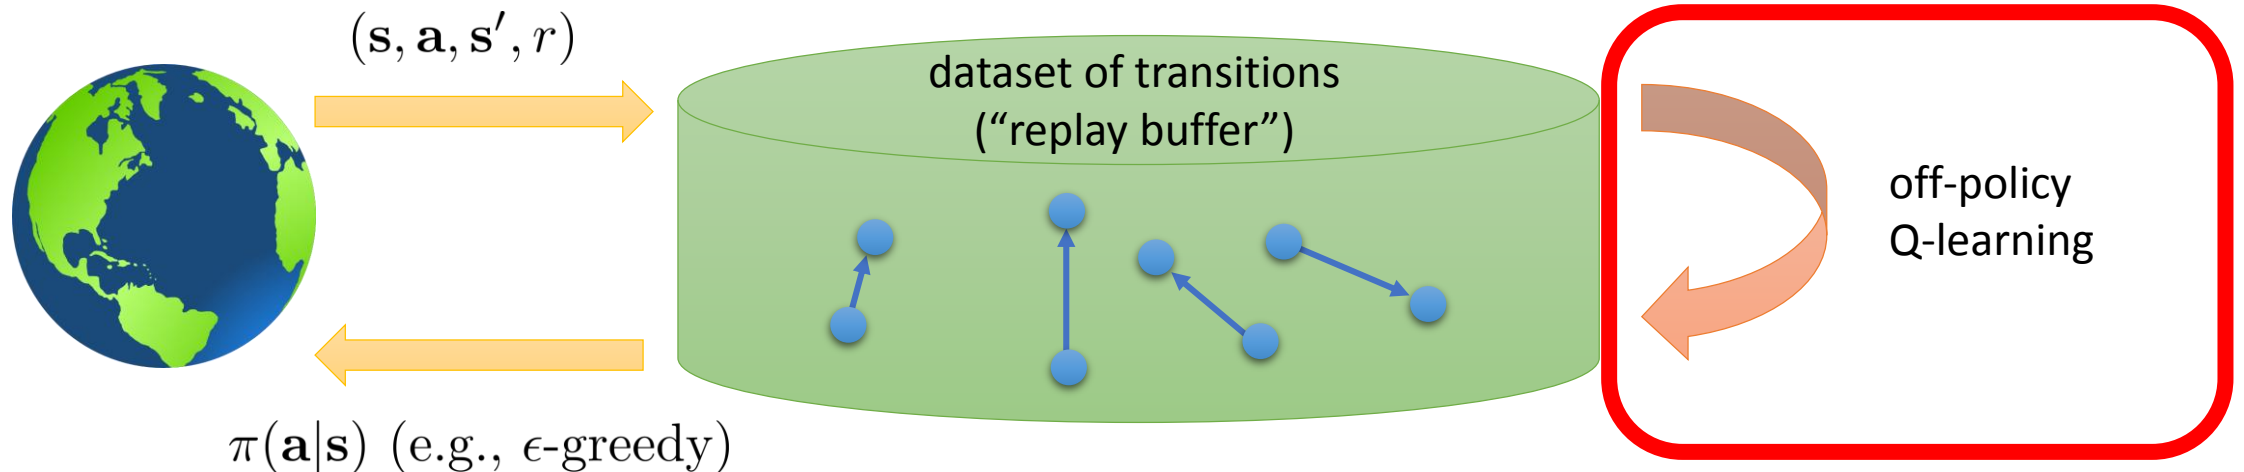 (s, a, s′, r)
dataset of transitions
(“replay buffer”)
off-policy
Q-learning
π(a|s) (e.g., ϵ-greedy)